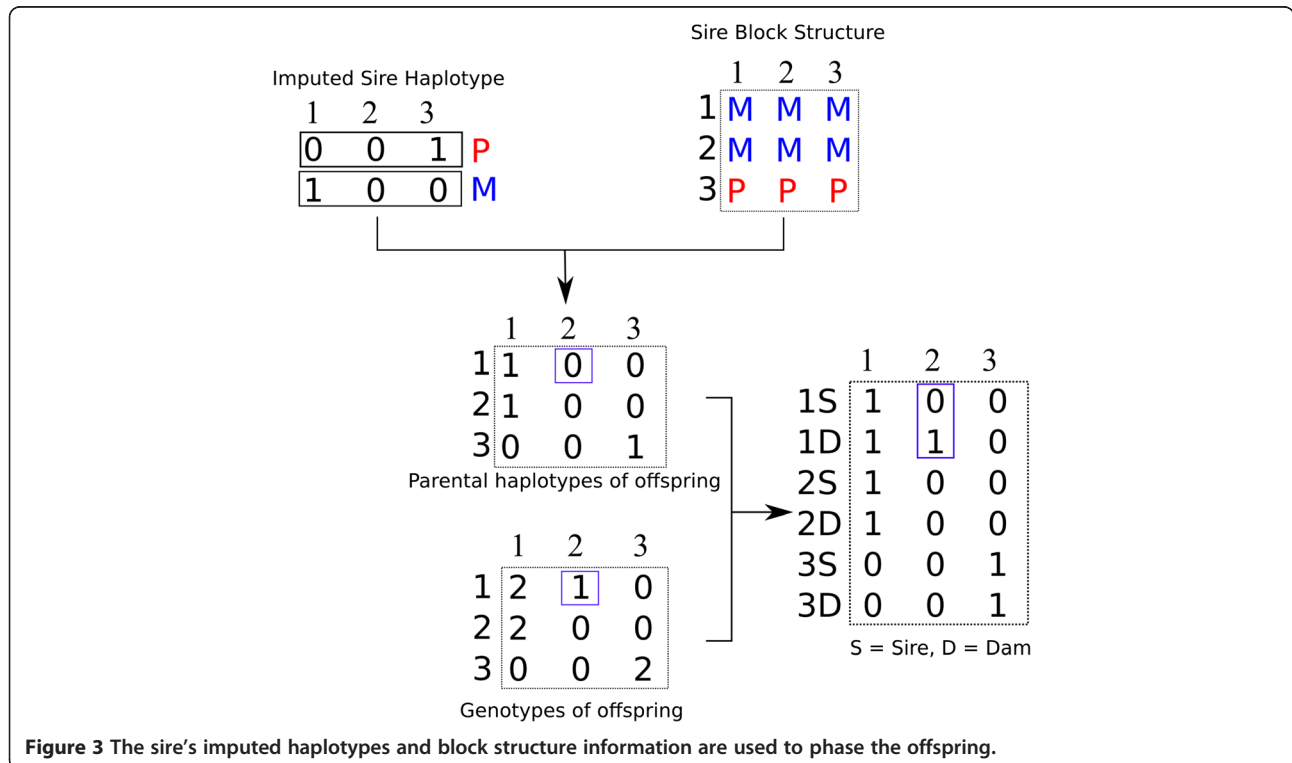 Imputed Sire Haplotype
1 2 3
0 0 1 P
1 0 0 M
Sire Block Structure
1 2 3
1 M M M
2 M M M
3 P P P
1 2 3
1 1 0 0
2 1 0 0
3 0 0 1
Parental haplotypes of offspring
1 2 3
1 2 1 0
2 2 0 0
3 0 0 2
Genotypes of offspring
1 2 3
1S 1 0 0
1D 1 1 0
2S 1 0 0
2D 1 0 0
3S 0 0 1
3D 0 0 1
S = Sire, D = Dam
Figure 3 The sire's imputed haplotypes and block structure information are used to phase the offspring.